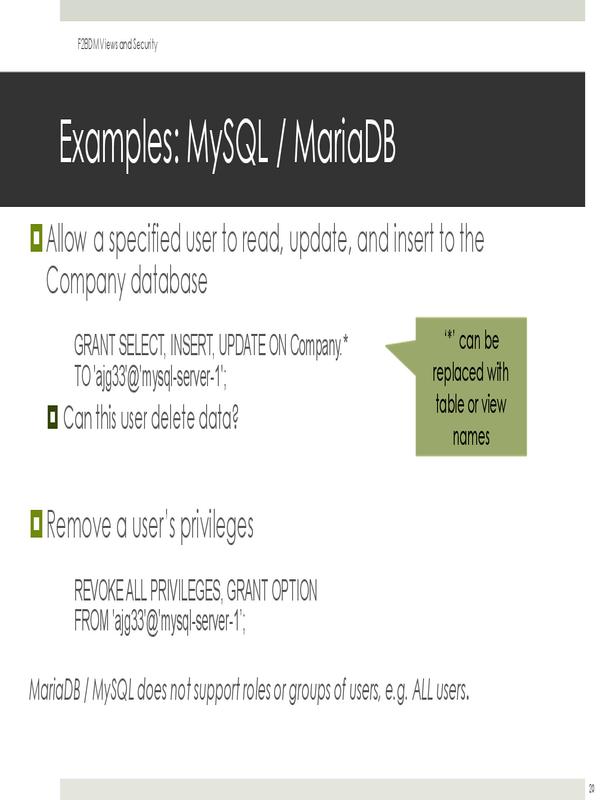 F2BDM Views and Security
Examples: MySQL / MariaDB
Allow a specified user to read, update, and insert to the
Company database
GRANT SELECT, INSERT, UPDATE ON Company.*
TO 'ajg33'@'mysql-server-1';
Can this user delete data?
‘*’ can be
replaced with
table or view
names
Remove a user's privileges
REVOKE ALL PRIVILEGES, GRANT OPTION
FROM 'ajg33'@'mysql-server-1';
MariaDB / MySQL does not support roles or groups of users, e.g. ALL users.